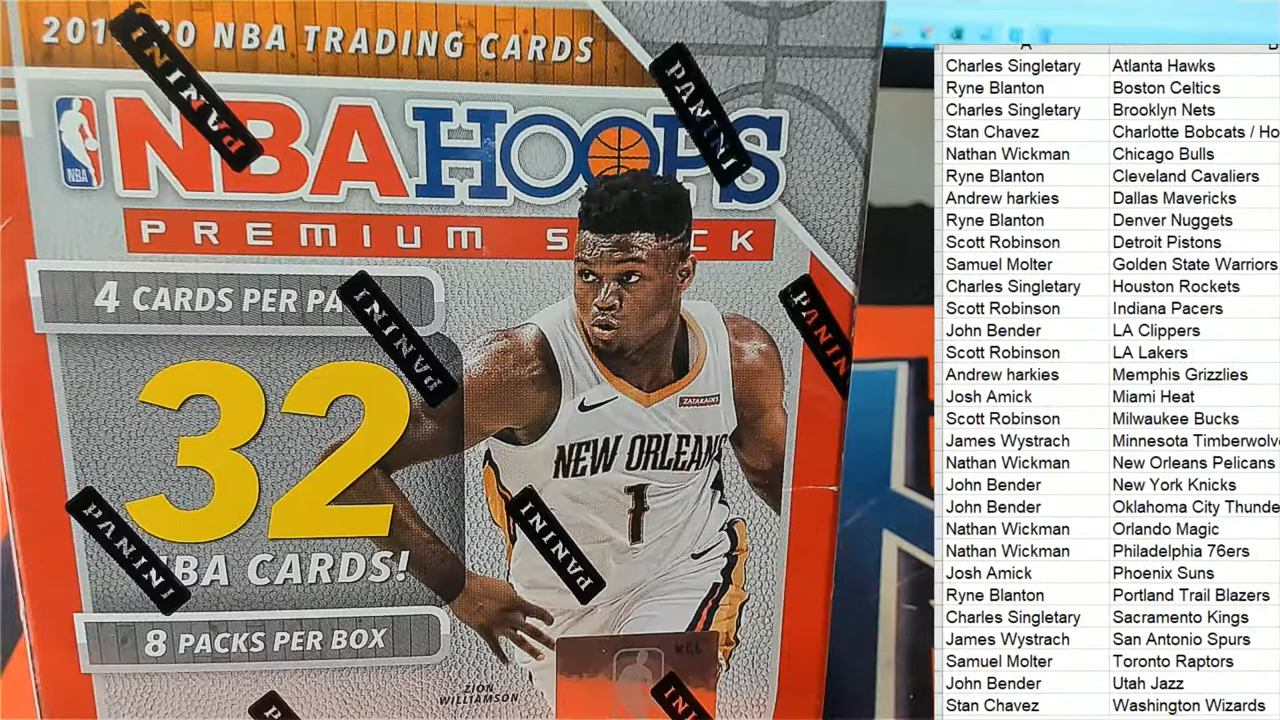 201 20 NBA TRADING CARDS
NBA HOOPS
NBA
PREMIUM S CK
4 CARDS PER PA
32
BA CARDS!
8 PACKS PER BOX
ZATARAIN'S
NEW ORLEANS
1
ZION
WILLIAMSON
PANINI
PANINI
PANINI
PANIN
PANINI
PANINI
A
Charles Singletary Atlanta Hawks
Ryne Blanton Boston Celtics
Charles Singletary Brooklyn Nets
Stan Chavez Charlotte Bobcats / Ho
Nathan Wickman Chicago Bulls
Ryne Blanton Cleveland Cavaliers
Andrew harkies Dallas Mavericks
Ryne Blanton Denver Nuggets
Scott Robinson Detroit Pistons
Samuel Molter Golden State Warriors
Charles Singletary Houston Rockets
Scott Robinson Indiana Pacers
John Bender LA Clippers
Scott Robinson LA Lakers
Andrew harkies Memphis Grizzlies
Josh Amick Miami Heat
Scott Robinson Milwaukee Bucks
James Wystrach Minnesota Timberwolv
Nathan Wickman New Orleans Pelicans
John Bender New York Knicks
John Bender Oklahoma City Thunde
Nathan Wickman Orlando Magic
Nathan Wickman Philadelphia 76ers
Josh Amick Phoenix Suns
Ryne Blanton Portland Trail Blazers
Charles Singletary Sacramento Kings
James Wystrach San Antonio Spurs
Samuel Molter Toronto Raptors
John Bender Utah Jazz
Stan Chavez Washington Wizards